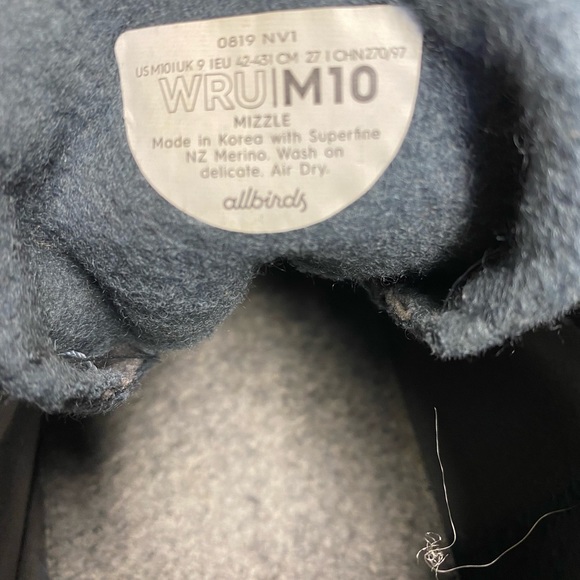 0819 NV1
US M10 I UK 9 I EU 42-43 I CM 27 I CHN 270/97
WRU|M10
MIZZLE
Made in Korea with Superfine
NZ Merino. Wash on
delicate. Air Dry.
allbirds